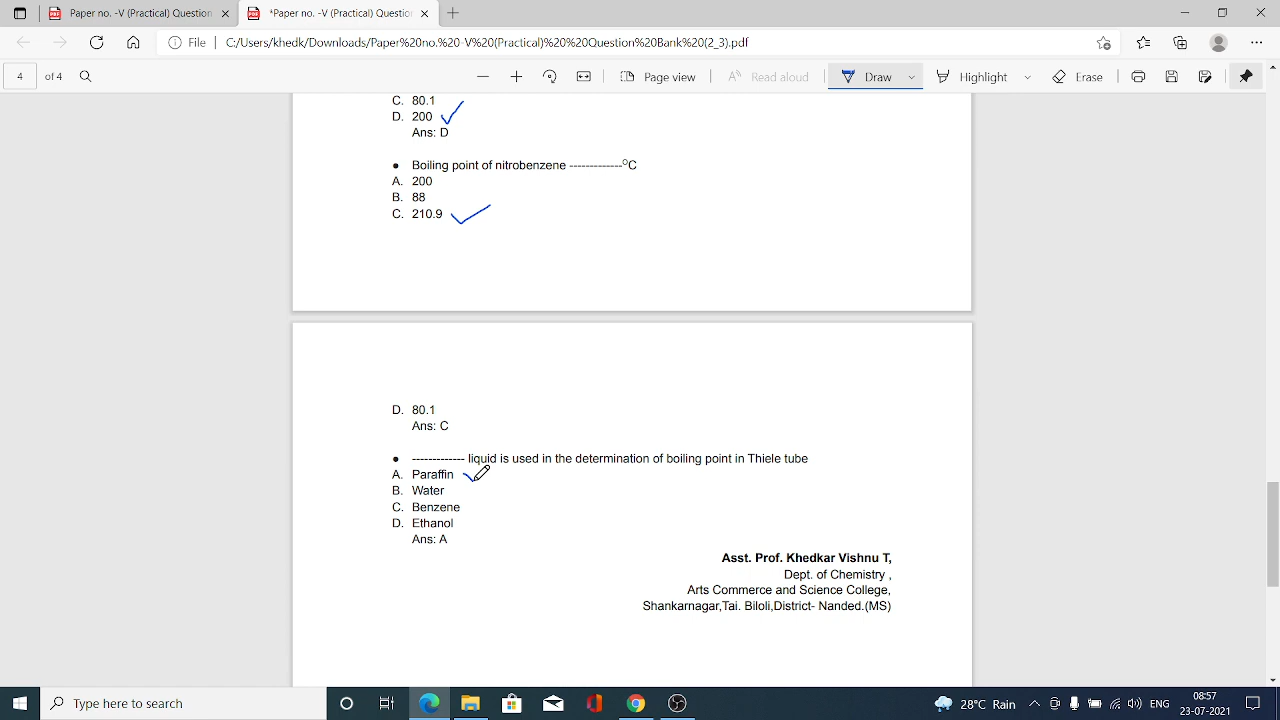 Paper no. -V (Practical) Question
*Paper no. -V (Practical) Question
File
C:/Users/khedk/Downloads/Paper%20no.%20-V%20(Practical)%20%20Question%20Bank%20(2_3).pdf
4 of 4 Page view Read aloud Draw Highlight Erase
C. 80.1
D. 200
Ans: D
• Boiling point of nitrobenzene -------------°C
A. 200
B. 88
C. 210.9
D. 80.1
Ans: C
• ------------- liquid is used in the determination of boiling point in Thiele tube
A. Paraffin
B. Water
C. Benzene
D. Ethanol
Ans: A
Asst. Prof. Khedkar Vishnu T,
Dept. of Chemistry ,
Arts Commerce and Science College,
Shankarnagar,Tai. Biloli,District- Nanded.(MS)
Type here to search
28°C Rain
ENG
08:57
23-07-2021